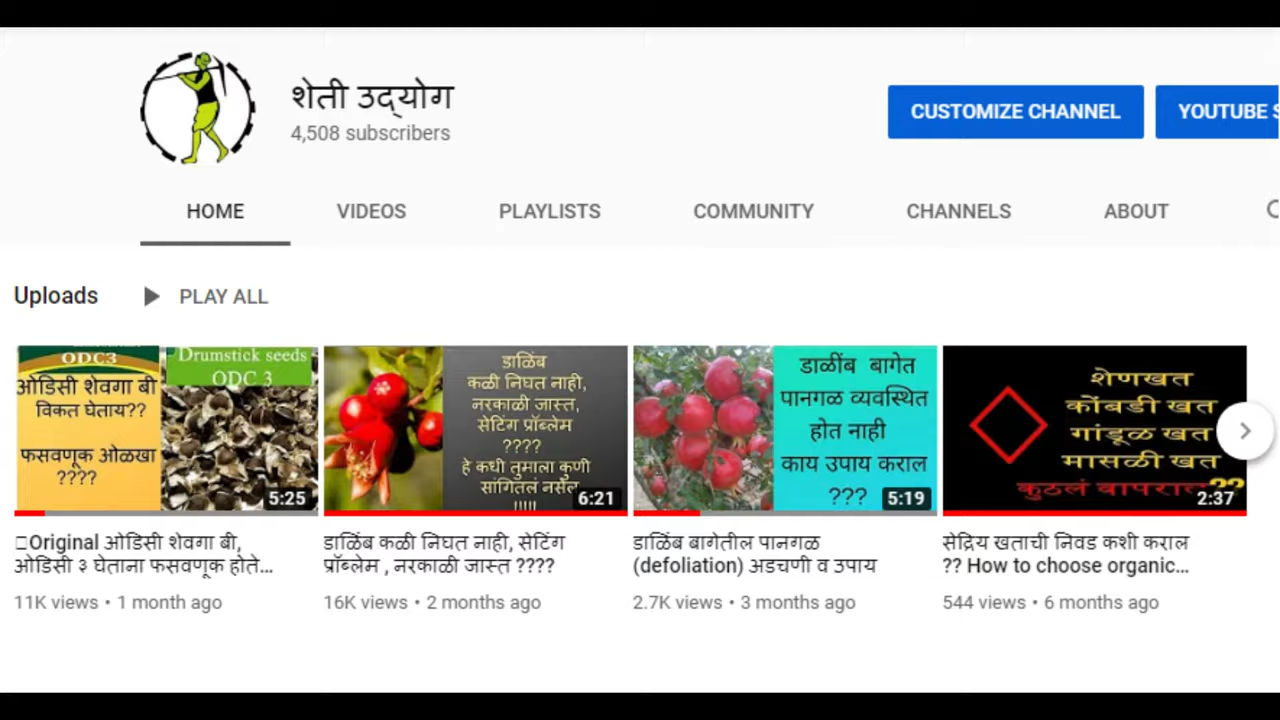 शेती उद्‌योग
4,508 subscribers
CUSTOMIZE CHANNEL
YOUTUBE S
HOME
VIDEOS
PLAYLISTS
COMMUNITY
CHANNELS
ABOUT
Uploads
PLAY ALL
ODC3
ओडिसी शेवगा बी
विकत घेताय??
फसवणूक ओळखा
????
Drumstick seeds
ODC 3
5:25
डाळिंब
कळी निघत नाही,
नरकाळी जास्त,
सेटिंग प्रॉब्लेम
????
हे कधी तुमाला कुणी
सांगितलं नसेल
!!!!!
6:21
डाळींब बागेत
पानगळ व्यवस्थित
होत नाही
काय उपाय कराल
???
5:19
शेणखत
कोंबडी खत
गांडूळ खत
मासळी खत
कुठलं वापराल??
2:37
Original ओडिसी शेवगा बी,
ओडिसी ३ घेताना फसवणूक होते...
11K views • 1 month ago
डाळिंब कळी निघत नाही, सेटिंग
प्रॉब्लेम , नरकाळी जास्त ????
16K views • 2 months ago
डाळिंब बागेतील पानगळ
(defoliation) अडचणी व उपाय
2.7K views • 3 months ago
सेंद्रिय खताची निवड कशी कराल
?? How to choose organic...
544 views • 6 months ago